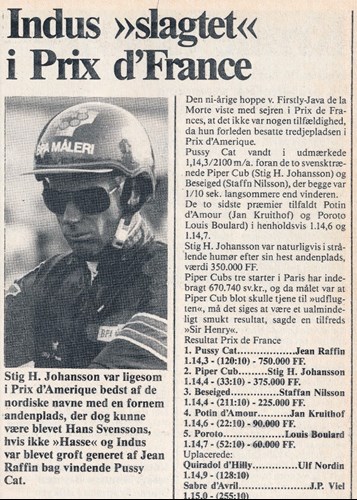 Indus »slagtet«
i Prix d'France
BPA MÅLERI
BPA
Stig H. Johansson var ligesom
i Prix d'Amerique bedst af de
nordiske navne med en fornem
andenplads, der dog kunne
være blevet Hans Svenssons,
hvis ikke »Hasse« og Indus
var blevet groft generet af Jean
Raffin bag vindende Pussy
Cat.
Den ni-årige hoppe v. Firstly-Java de la
Morte viste med sejren i Prix de Fran-
ces, at det ikke var nogen tilfældighed,
da hun forleden besatte tredjepladsen i
Prix d'Amerique.
Pussy Cat vandt i udmærkede
1,14,3/2100 m/a. foran de to svensktræn-
ede Piper Cub (Stig H. Johansson) og
Beseiged (Staffn Nilsson), der begge var
1/10 sek. langsommere end vinderen.
De to sidste præmier tilfaldt Potin
d'Amour (Jan Kruithof) og Poroto
Louis Boulard) i henholdsvis 1.14,6 og
1.14,7.
Stig H. Johansson var naturligvis i strål-
ende humør efter sin hest andenplads,
værdi 350.000 FF.
Piper Cubs tre starter i Paris har indbrag-
et 670.740 sv.kr., og da målet var at
Piper Cub blot skulle tjene til »udflug-
ten«, må det siges at være et ualminde-
ligt smukt resultat, sagde en tilfreds
»Sir Henry«.
Resultat Prix de France
1. Pussy Cat..................Jean Raffin
1.14,3 - (120:10) - 750.000 FF.
2. Piper Cub........Stig H. Johansson
1.14,4 - (33:10) - 375.000 FF.
3. Beseiged..............Staffan Nilsson
1.14,4 - (211:10) - 225.000 FF.
4. Potin d'Amour........Jan Kruithof
1.14,6 - (22:10) - 90.000 FF.
5. Poroto..................Louis Boulard
1.14,7 - (52:10) - 60.000 FF.
Uplacerede:
Quiradol d'Hilly..........Ulf Nordin
1.14,9 - (128:10)
Sabre d'Avril..................J.P. Viel
1.15,0 - (255:10)